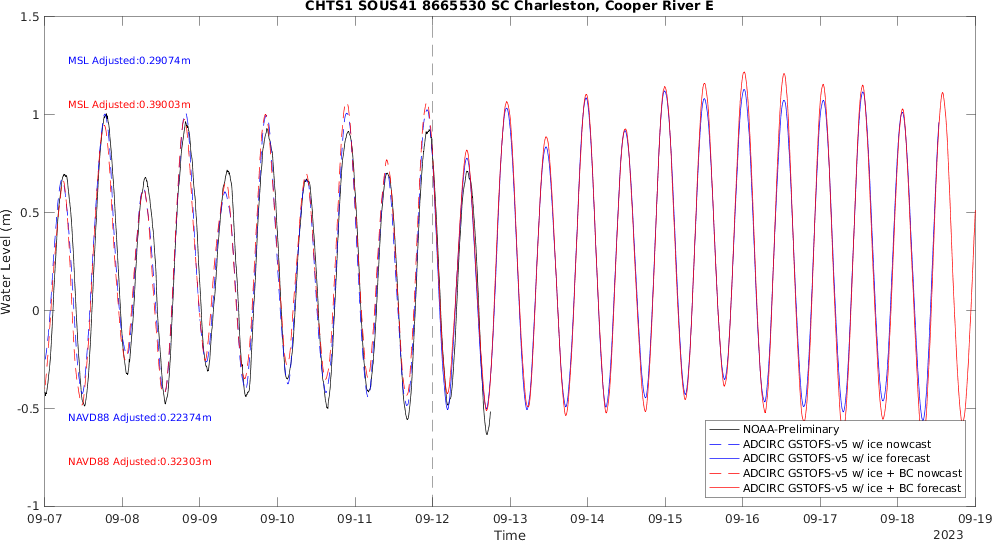 CHTS1 SOUS41 8665530 SC Charleston, Cooper River E
1.5
1
0.5
0
-0.5
-1
Water Level (m)
MSL Adjusted:0.29074m
MSL Adjusted:0.39003m
NAVD88 Adjusted:0.22374m
NAVD88 Adjusted:0.32303m
NOAA-Preliminary
ADCIRC GSTOFS-v5 w/ ice nowcast
ADCIRC GSTOFS-v5 w/ ice forecast
ADCIRC GSTOFS-v5 w/ ice + BC nowcast
ADCIRC GSTOFS-v5 w/ ice + BC forecast
09-07 09-08 09-09 09-10 09-11 09-12 09-13 09-14 09-15 09-16 09-17 09-18 09-19
Time
2023